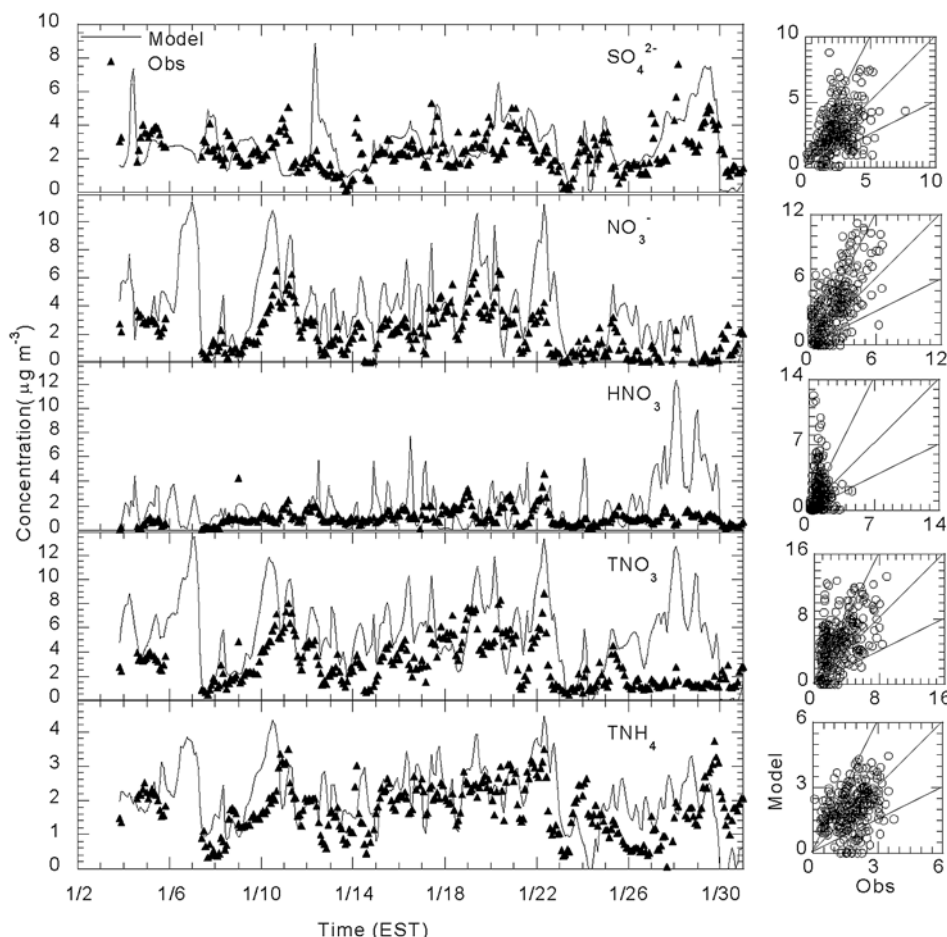 Model
Obs
SO₄²⁻
10
8
6
4
2
0
10
5
0
0 5 10
NO₃⁻
10
8
6
4
2
0
12
6
0
0 6 12
HNO₃
12
10
8
6
4
2
0
14
7
0
0 7 14
TNO₃
12
10
8
6
4
2
0
16
8
0
0 8 16
TNH₄
4
3
2
1
0
6
3
0
0 3 6
Concentration( μg m⁻³)
Model
Obs
1/2 1/6 1/10 1/14 1/18 1/22 1/26 1/30
Time (EST)